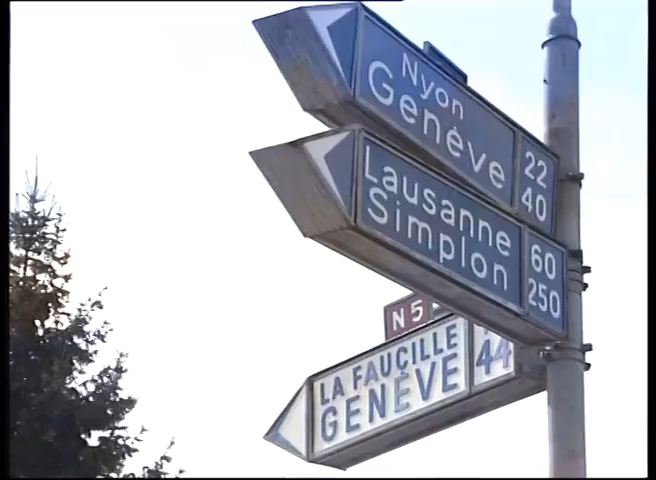 Nyon 22
Genève 40
Lausanne 60
Simplon 250
N 5
LA FAUCILLE
GENÈVE 44